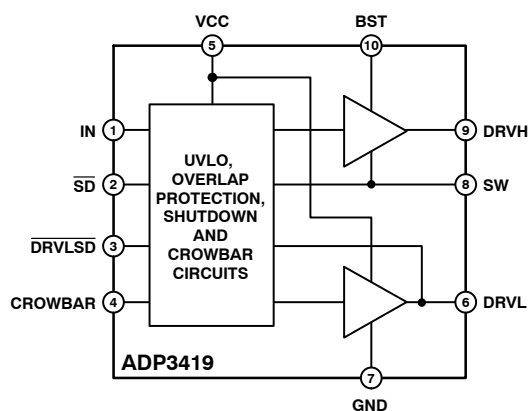 VCC
BST
5
10
IN
1
9
DRVH
SD
2
8
SW
UVLO,
OVERLAP
PROTECTION,
SHUTDOWN
AND
CROWBAR
CIRCUITS
DRVLSD
3
CROWBAR
4
6
DRVL
ADP3419
7
GND